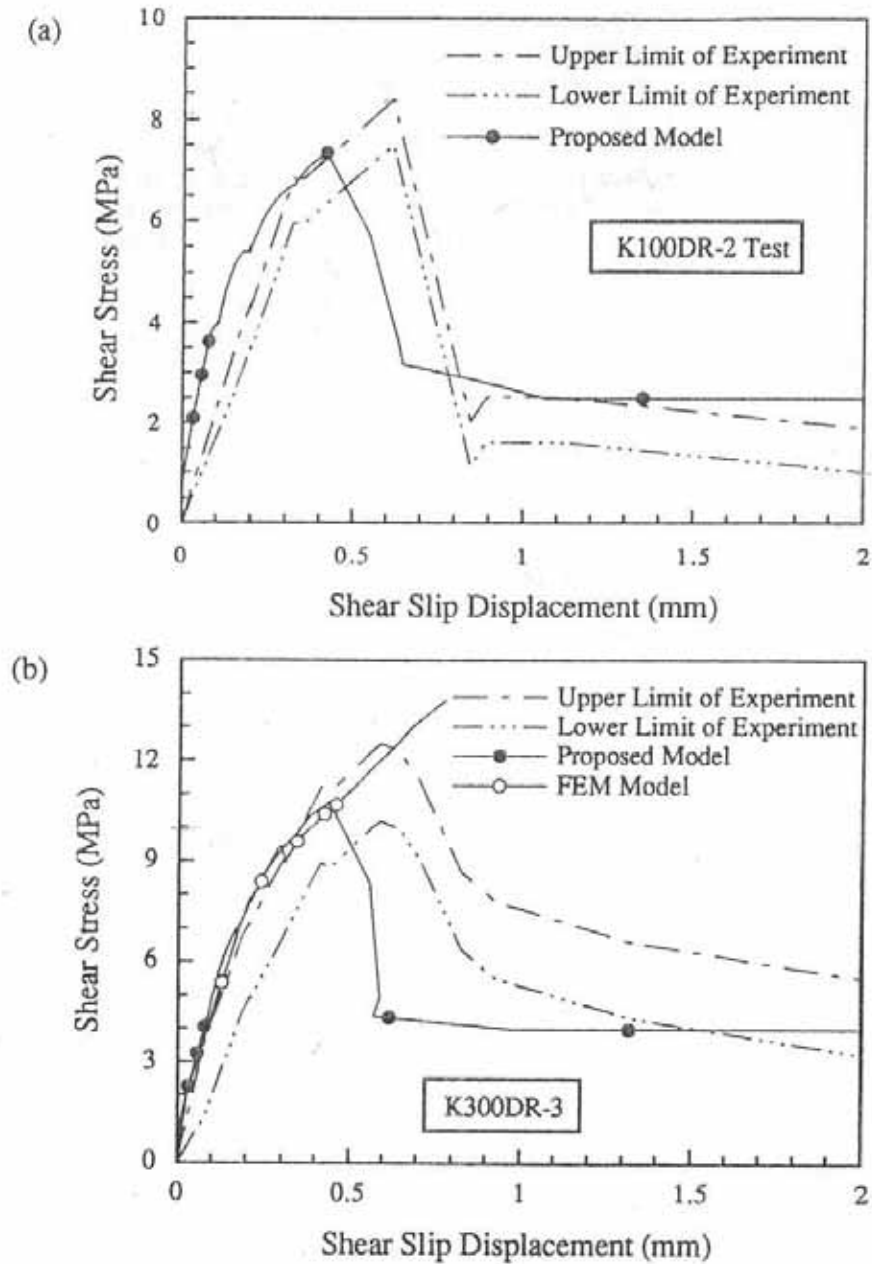 (a)
10
8
6
4
2
0
Shear Stress (MPa)
Upper Limit of Experiment
Lower Limit of Experiment
Proposed Model
K100DR-2 Test
0 0.5 1 1.5 2
Shear Slip Displacement (mm)
(b)
15
12
9
6
3
0
Shear Stress (MPa)
Upper Limit of Experiment
Lower Limit of Experiment
Proposed Model
FEM Model
K300DR-3
0 0.5 1 1.5 2
Shear Slip Displacement (mm)